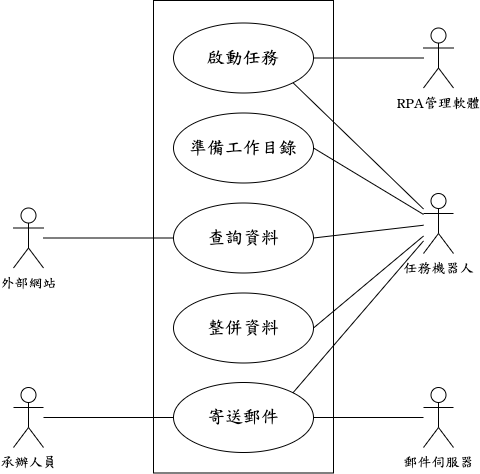 啟動任務
RPA管理軟體
準備工作目錄
查詢資料
任務機器人
外部網站
整併資料
寄送郵件
承辦人員
郵件伺服器